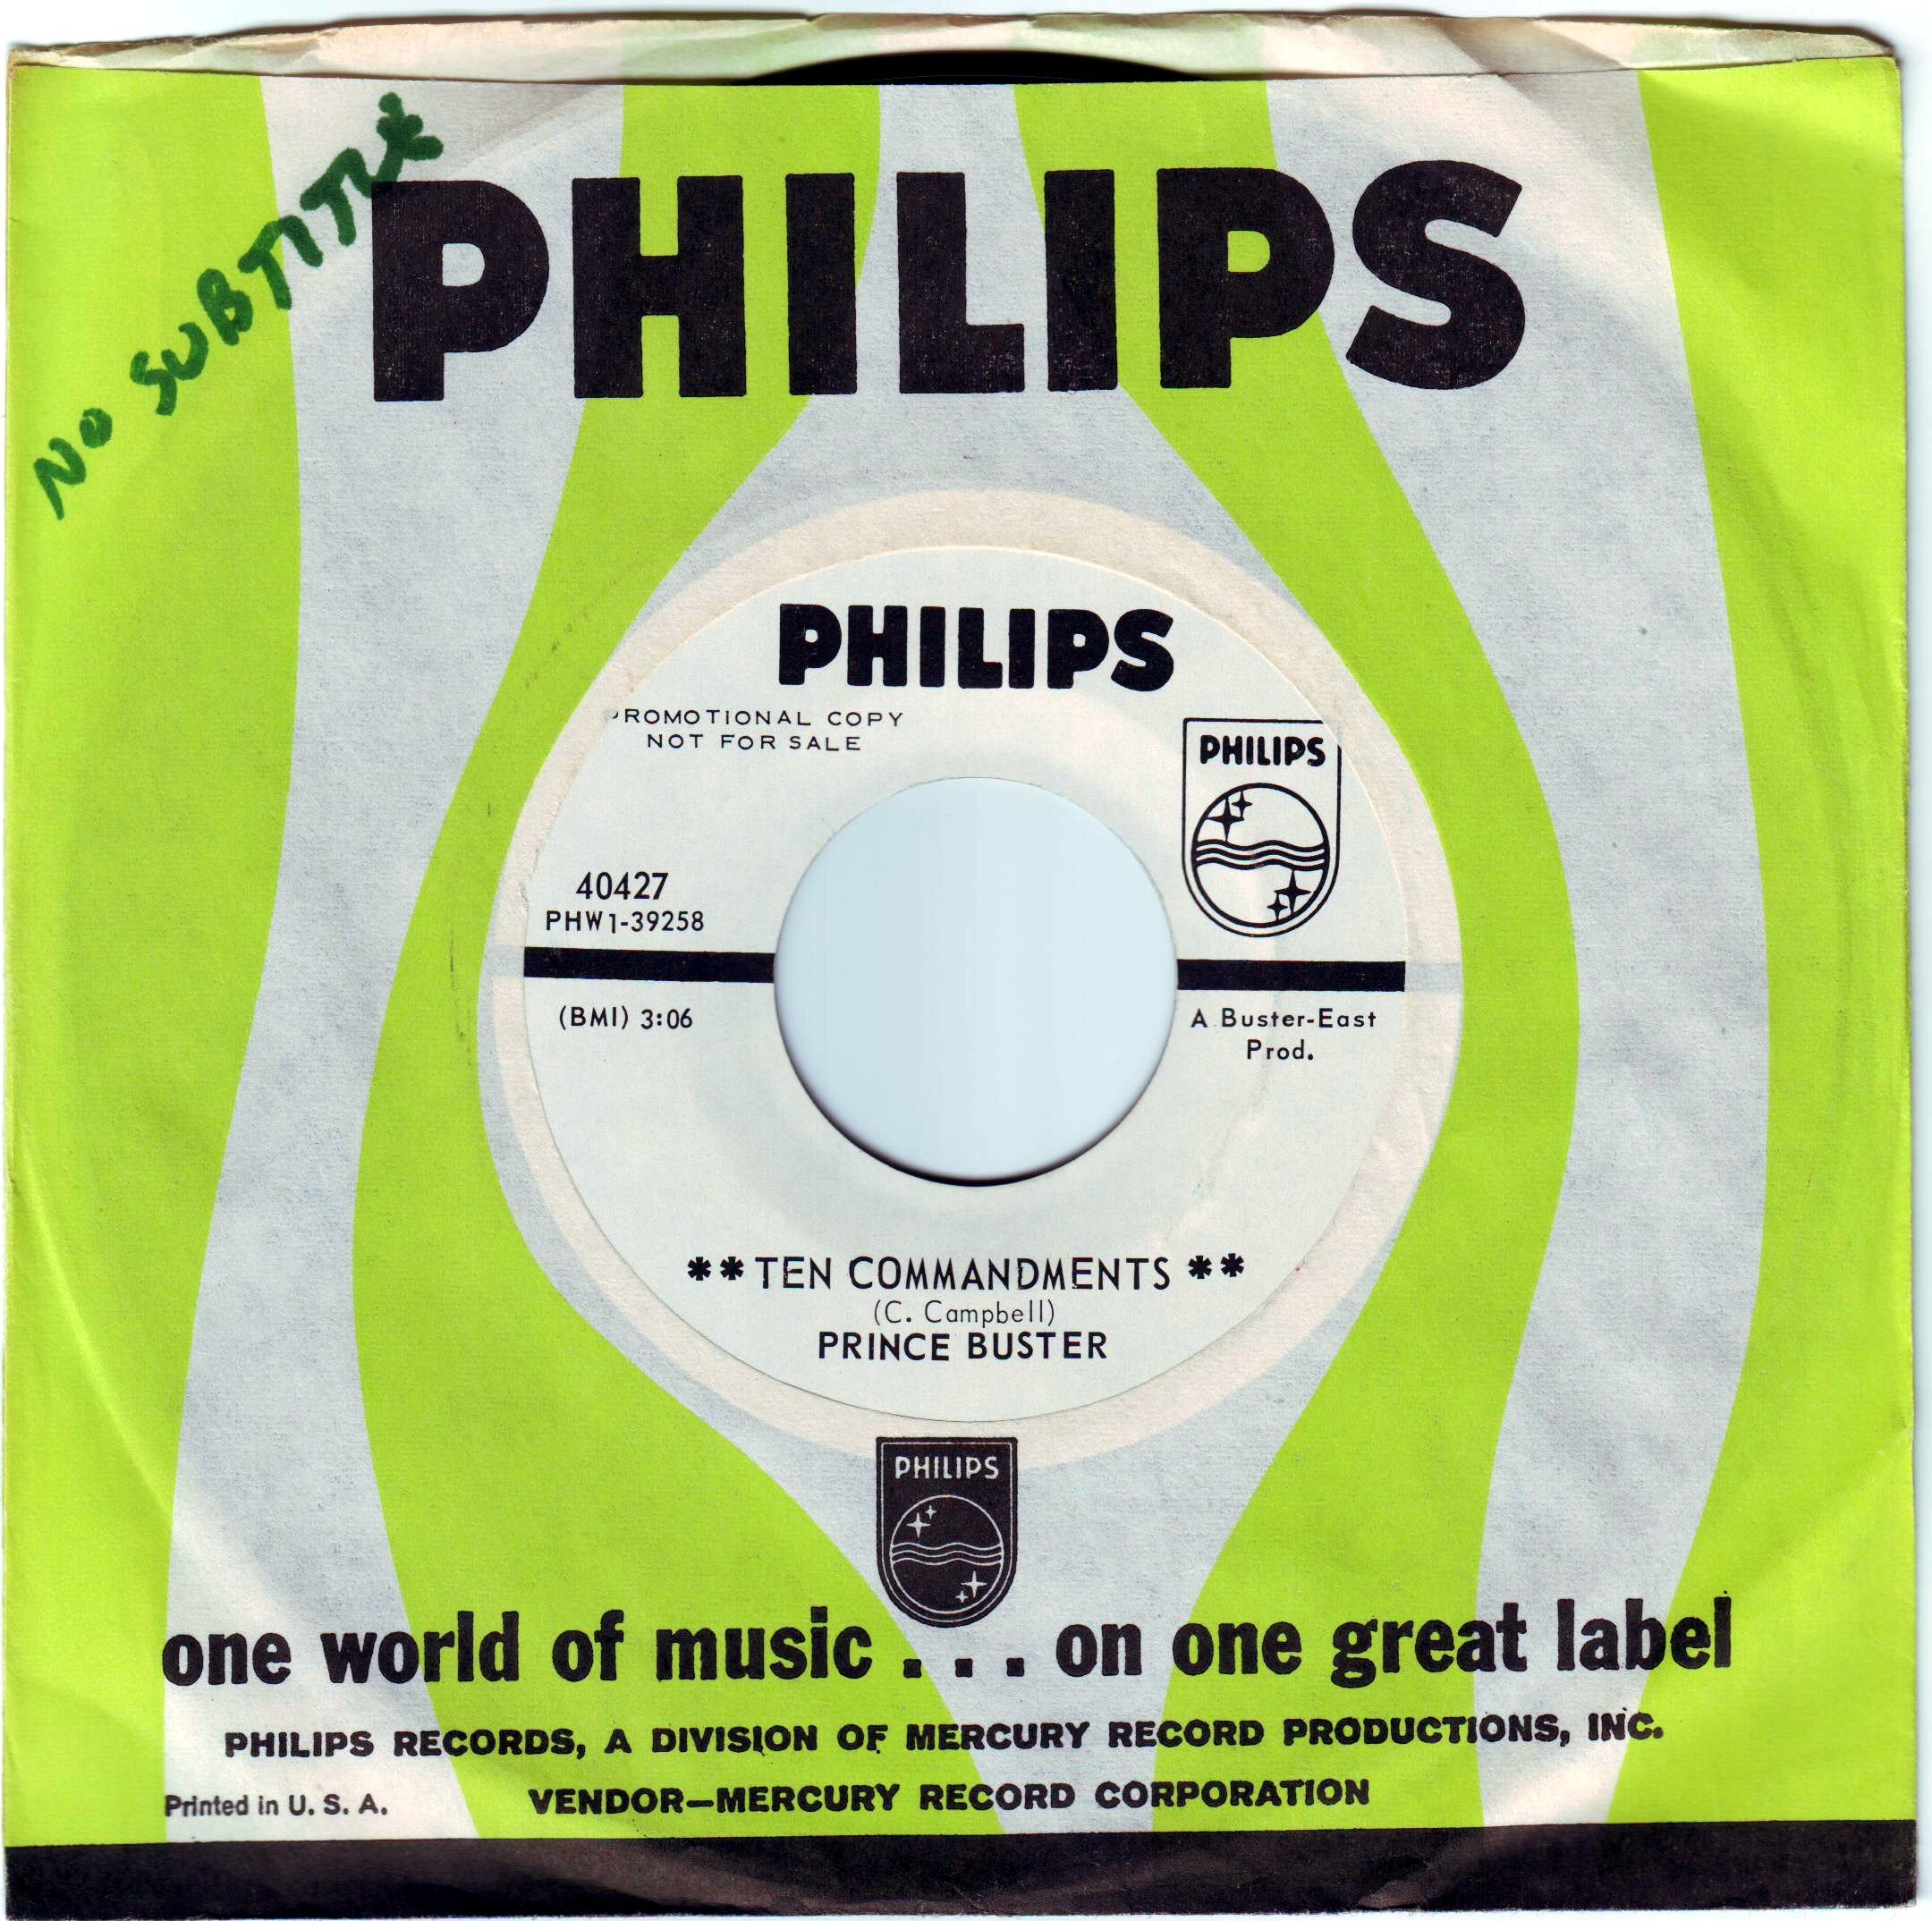 NO SUBTITLE
PHILIPS
PHILIPS
PROMOTIONAL COPY
NOT FOR SALE
PHILIPS
40427
PHW1-39258
(BMI) 3:06
A Buster-East
Prod.
** TEN COMMANDMENTS **
(C. Campbell)
PRINCE BUSTER
PHILIPS
one world of music . . . on one great label
PHILIPS RECORDS, A DIVISION OF MERCURY RECORD PRODUCTIONS, INC.
Printed in U. S. A.
VENDOR—MERCURY RECORD CORPORATION